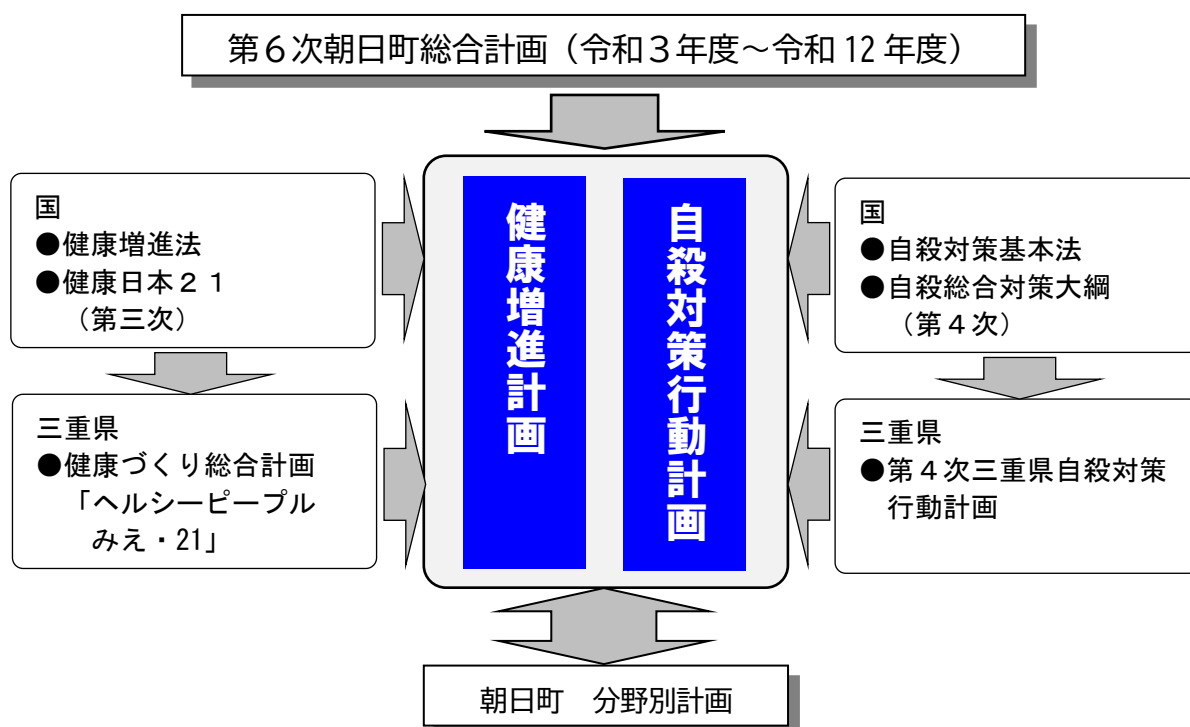 第６次朝日町総合計画（令和３年度～令和 12 年度）
国
●健康増進法
●健康日本２１
（第三次）
三重県
●健康づくり総合計画
「ヘルシーピープル
みえ・21」
健康増進計画
自殺対策行動計画
国
●自殺対策基本法
●自殺総合対策大綱
（第４次）
三重県
●第４次三重県自殺対策
行動計画
朝日町　分野別計画